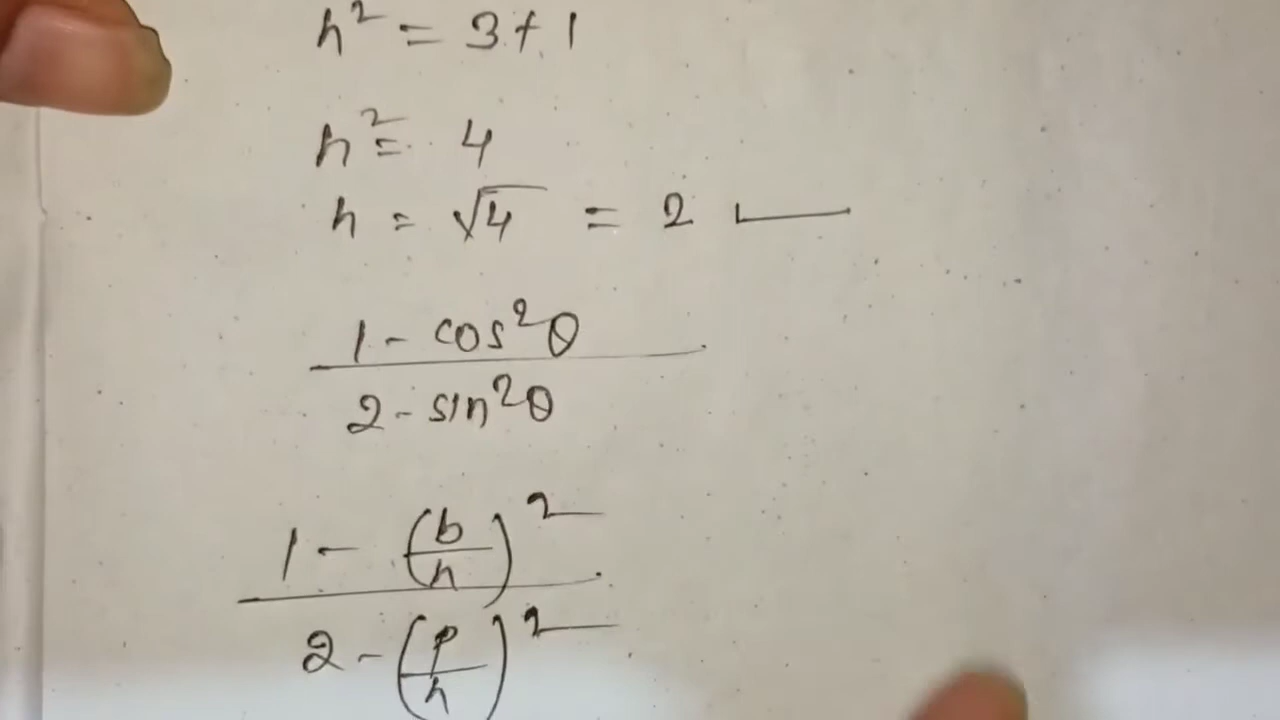 h² = 3+1
h² = 4
h = √4 = 2
1 - cos²θ
2 - sin²θ
1 - (b/h)²
2 - (p/h)²